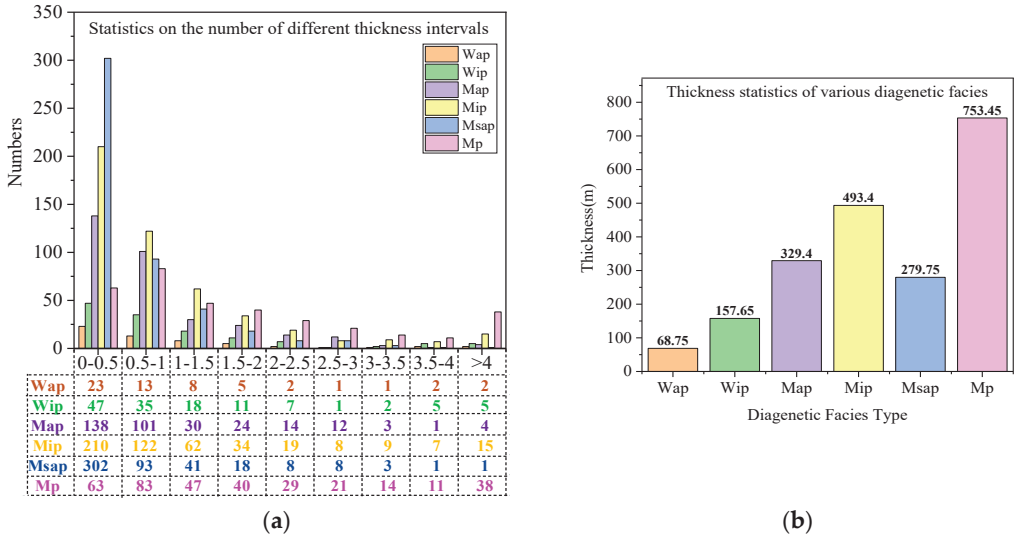 Statistics on the number of different thickness intervals
Wap
Wip
Map
Mip
Msap
Mp
Numbers
350
300
250
200
150
100
50
0
0-0.5 0.5-1 1-1.5 1.5-2 2-2.5 2.5-3 3-3.5 3.5-4 >4
Wap 23 13 8 5 2 1 1 2 2
Wip 47 35 18 11 7 1 2 5 5
Map 138 101 30 24 14 12 3 1 4
Mip 210 122 62 34 19 8 9 7 15
Msap 302 93 41 18 8 8 3 1 1
Mp 63 83 47 40 29 21 14 11 38
(a)
Thickness statistics of various diagenetic facies
Thickness(m)
800
700
600
500
400
300
200
100
0
68.75
157.65
329.4
493.4
279.75
753.45
Wap Wip Map Mip Msap Mp
Diagenetic Facies Type
(b)